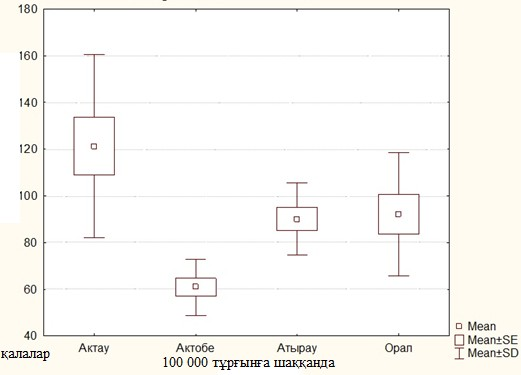 180
160
140
120
100
80
60
40
Актау
Актобе
Атырау
Орал
қалалар
100 000 тұрғынға шаққанда
Mean
Mean±SE
Mean±SD